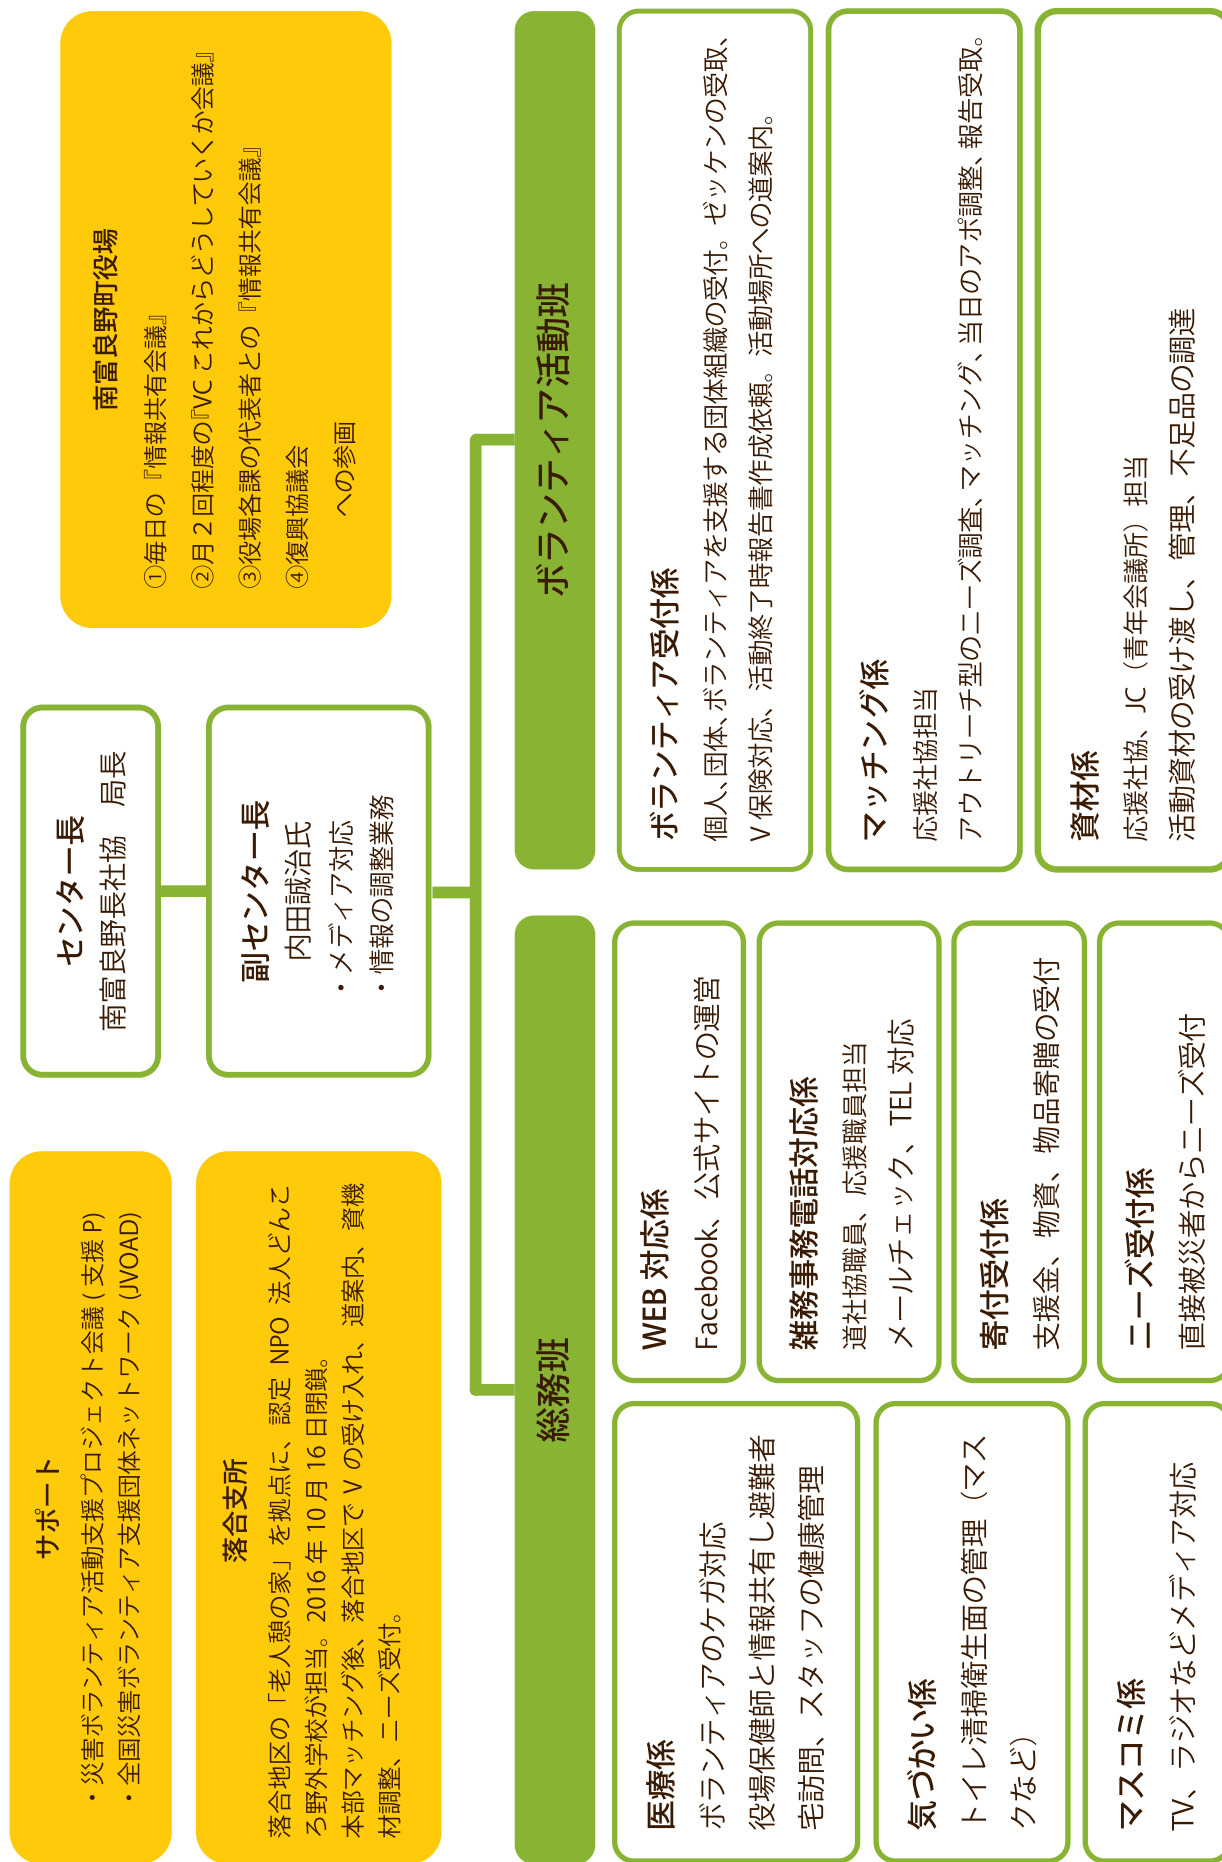 サポート
・災害ボランティア活動支援プロジェクト会議 ( 支援 P)
・全国災害ボランティア支援団体ネットワーク (JVOAD)
落合支所
落合地区の「老人憩の家」を拠点に、認定 NPO 法人どんこ
ろ野外学校が担当。2016 年 10 月 16 日閉鎖。
本部マッチング後、落合地区で V の受け入れ、道案内、資機
材調整、ニーズ受付。
センター長
南富良野長社協　局長
副センター長
内田誠治氏
・メディア対応
・情報の調整業務
南富良野町役場
①毎日の『情報共有会議』
②月２回程度の『VC これからどうしていくか会議』
③役場各課の代表者との『情報共有会議』
④復興協議会
への参画
総務班
医療係
ボランティアのケガ対応
役場保健師と情報共有し避難者
宅訪問、スタッフの健康管理
気づかい係
トイレ清掃衛生面の管理（マス
クなど）
マスコミ係
TV、ラジオなどメディア対応
WEB 対応係
Facebook、公式サイトの運営
雑務事務電話対応係
道社協職員、応援職員担当
メールチェック、TEL 対応
寄付受付係
支援金、物資、物品寄贈の受付
ニーズ受付係
直接被災者からニーズ受付
ボランティア活動班
ボランティア受付係
個人、団体、ボランティアを支援する団体組織の受付。ゼッケンの受取、
V 保険対応、活動終了時報告書作成依頼。活動場所への道案内。
マッチング係
応援社協担当
アウトリーチ型のニーズ調査、マッチング、当日のアポ調整、報告受取。
資材係
応援社協、JC（青年会議所）担当
活動資材の受け渡し、管理、不足品の調達